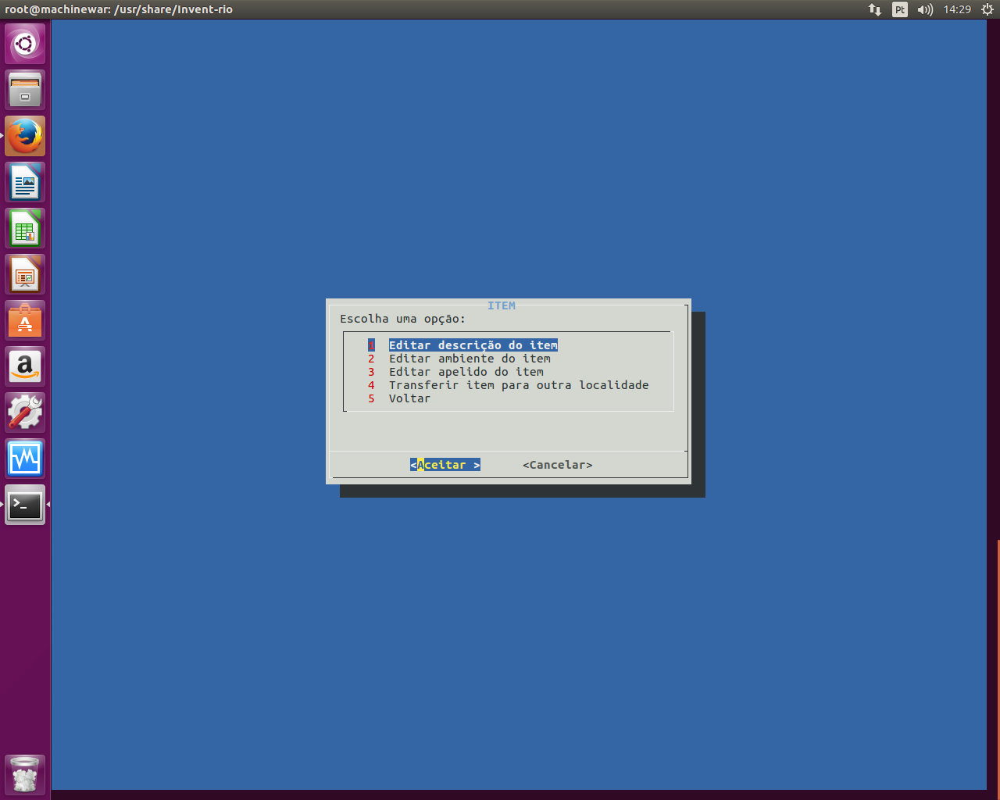 root@machinewar: /usr/share/Invent-rio
Pt
14:29
ITEM
Escolha uma opção:
1 Editar descrição do item
2 Editar ambiente do item
3 Editar apelido do item
4 Transferir item para outra localidade
5 Voltar
<Aceitar > <Cancelar>